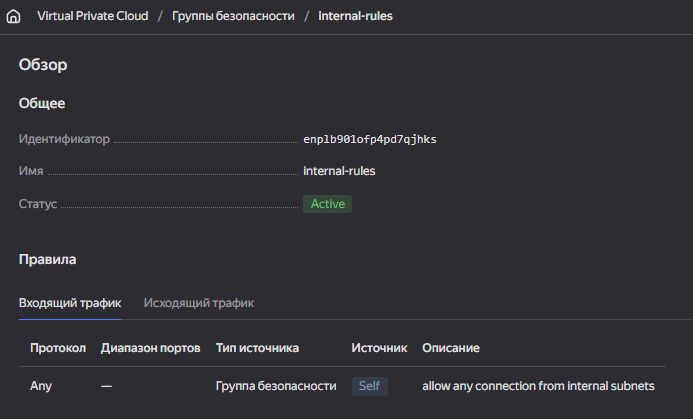 Virtual Private Cloud / Группы безопасности / internal-rules
Обзор
Общее
Идентификатор enplb901ofp4pd7qjhks
Имя internal-rules
Статус Active
Правила
Входящий трафик Исходящий трафик
Протокол Диапазон портов Тип источника Источник Описание
Any — Группа безопасности Self allow any connection from internal subnets